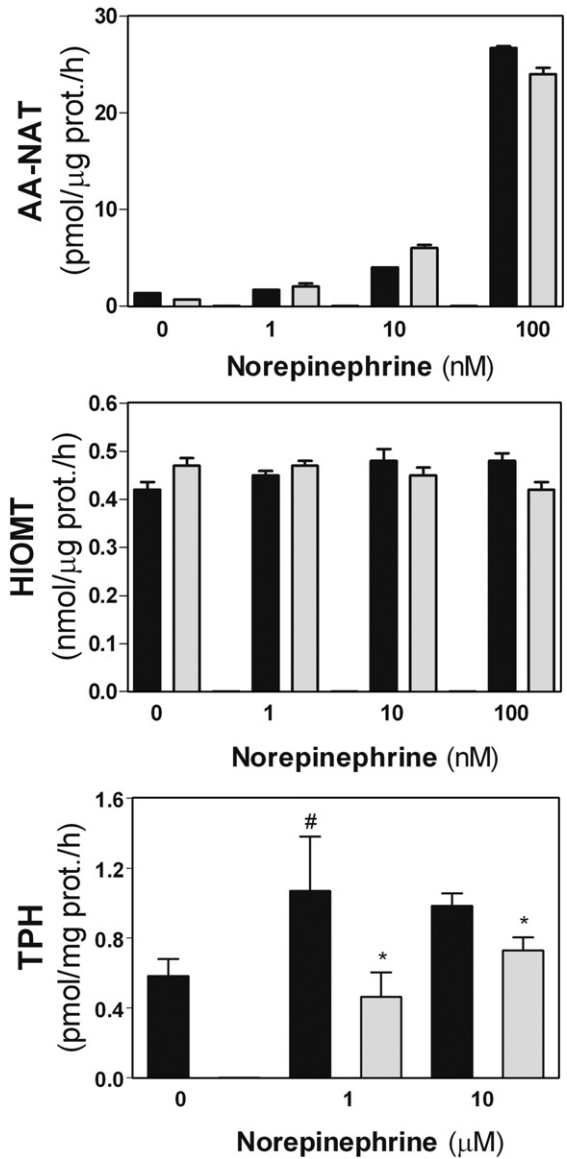 AA-NAT
(pmol/μg prot./h)
30
20
10
0
0 1 10 100
Norepinephrine (nM)
HIOMT
(nmol/μg prot./h)
0.6
0.5
0.4
0.3
0.2
0.1
0.0
0 1 10 100
Norepinephrine (nM)
TPH
(pmol/mg prot./h)
1.6
1.2
0.8
0.4
0.0
#
*
*
0 1 10
Norepinephrine (μM)